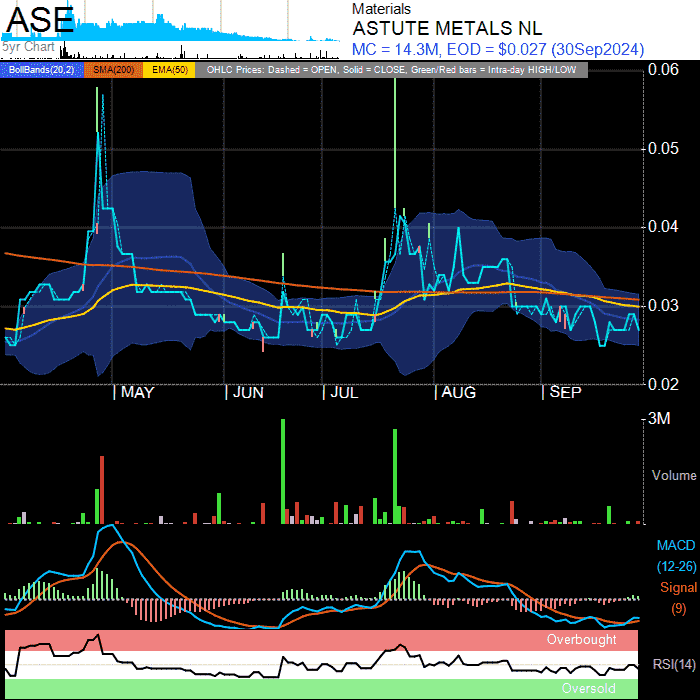 ASE
5yr Chart
Materials
ASTUTE METALS NL
MC = 14.3M, EOD = $0.027 (30Sep2024)
BollBands(20,2) SMA(200) EMA(50) OHLC Prices: Dashed = OPEN, Solid = CLOSE, Green/Red bars = Intra-day HIGH/LOW
0.06
0.05
0.04
0.03
0.02
MAY JUN JUL AUG SEP
3M
Volume
MACD
(12-26)
Signal
(9)
Overbought
RSI(14)
Oversold